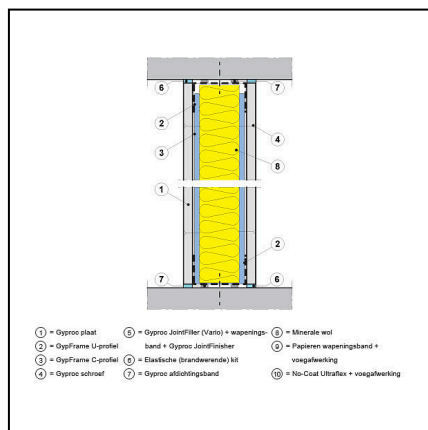 6 7
2
4
3
8
1
2
7 6
1 = Gyproc plaat
2 = GypFrame U-profiel
3 = GypFrame C-profiel
4 = Gyproc schroef
5 = Gyproc JointFiller (Vario) + wapenings-
band + Gyproc JointFinisher
6 = Elastische (brandwerende) kit
7 = Gyproc afdichtingsband
8 = Minerale wol
9 = Papieren wapeningsband +
voegafwerking
10 = No-Coat Ultraflex + voegafwerking